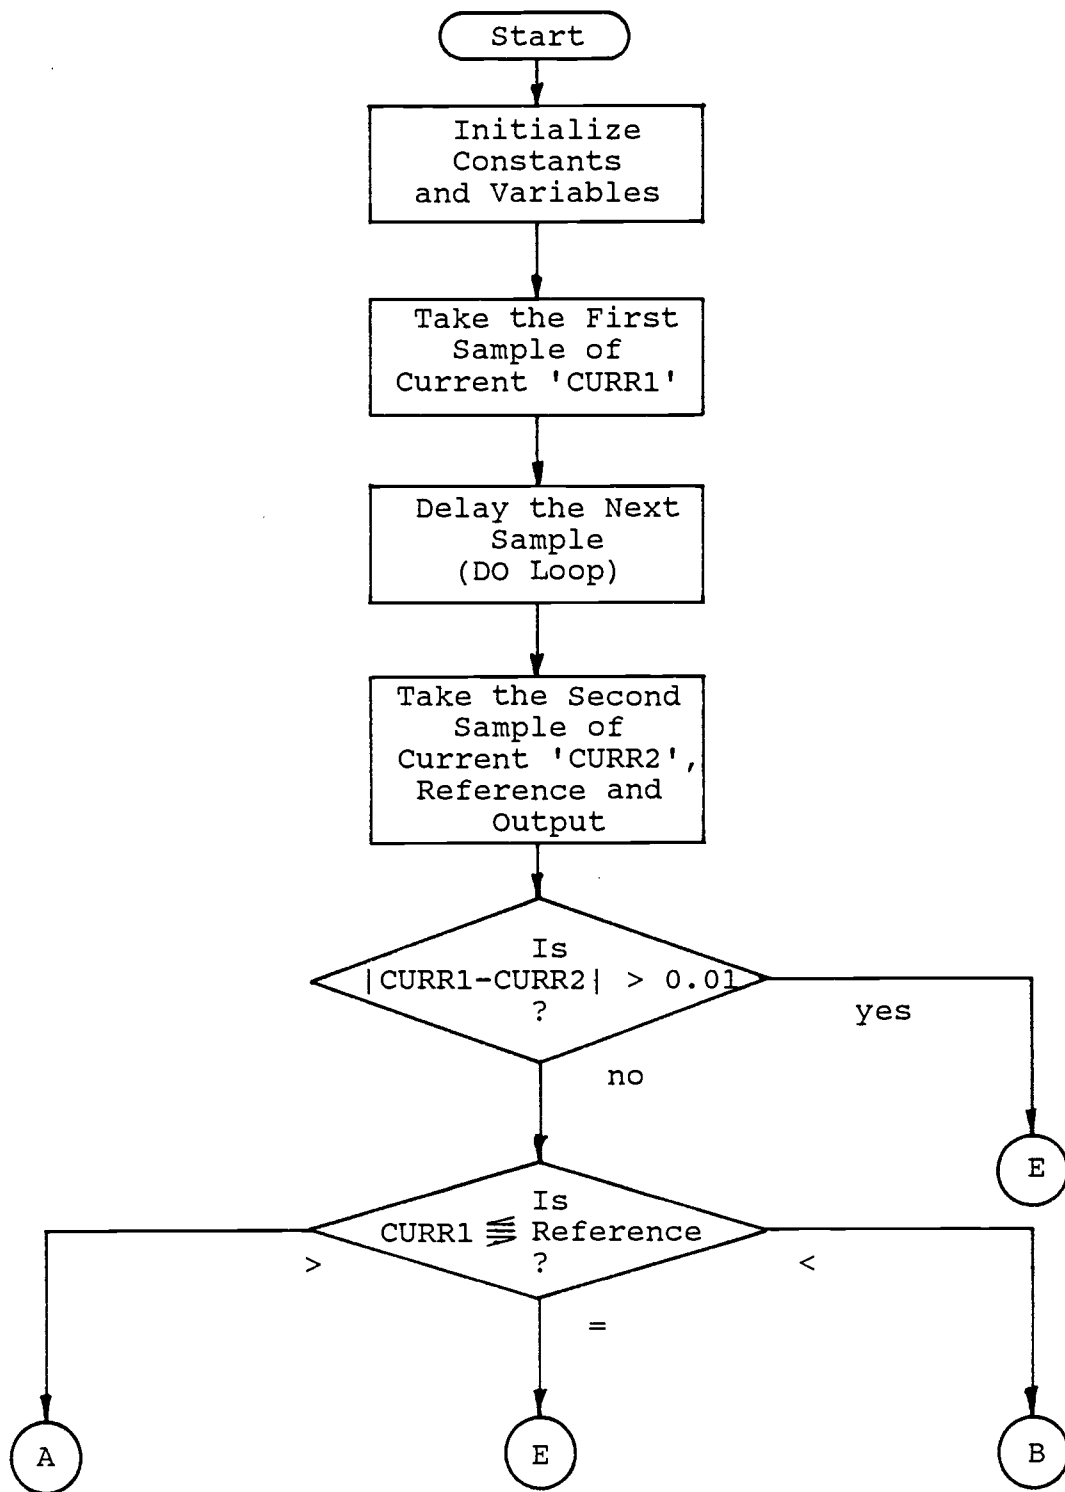 Start
Initialize
Constants
and Variables
Take the First
Sample of
Current 'CURR1'
Delay the Next
Sample
(DO Loop)
Take the Second
Sample of
Current 'CURR2',
Reference and
Output
Is
|CURR1-CURR2| > 0.01
?
yes
no
E
Is
CURR1 ⪋ Reference
?
>
<
=
A
E
B